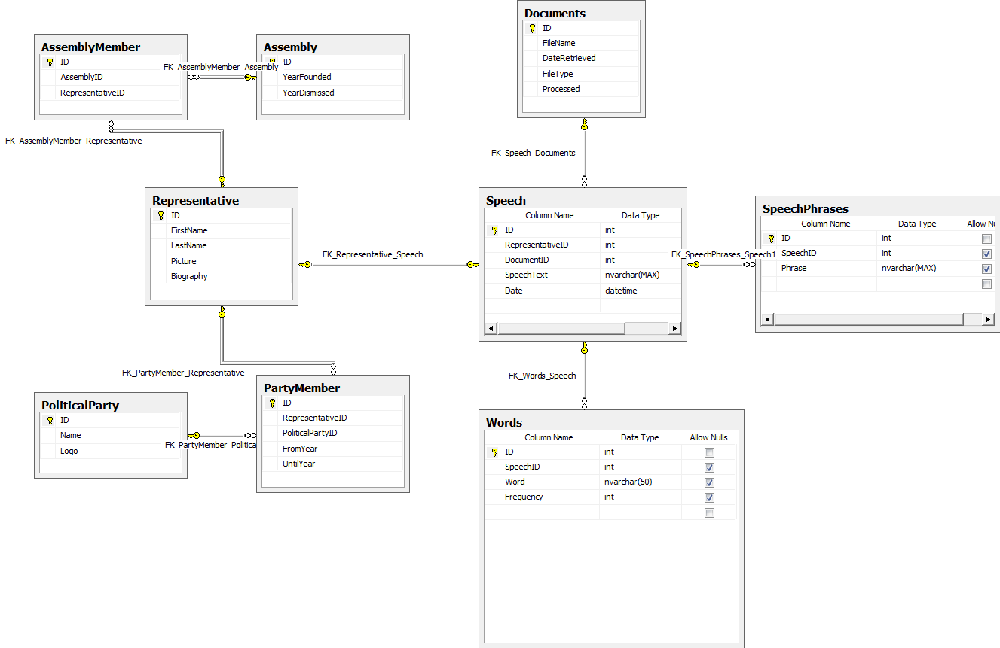 Documents
ID
FileName
DateRetrieved
FileType
Processed
AssemblyMember
ID
AssemblyID
RepresentativeID
FK_AssemblyMember_Assembly
Assembly
ID
YearFounded
YearDismissed
FK_AssemblyMember_Representative
FK_Speech_Documents
Representative
ID
FirstName
LastName
Picture
Biography
FK_Representative_Speech
Speech
Column Name Data Type
ID int
RepresentativeID int
DocumentID int
SpeechText nvarchar(MAX)
Date datetime
FK_SpeechPhrases_Speech1
SpeechPhrases
Column Name Data Type Allow Nu
ID int
SpeechID int
Phrase nvarchar(MAX)
FK_PartyMember_Representative
FK_Words_Speech
PoliticalParty
ID
Name
Logo
FK_PartyMember_Politica
PartyMember
ID
RepresentativeID
PoliticalPartyID
FromYear
UntilYear
Words
Column Name Data Type Allow Nulls
ID int
SpeechID int
Word nvarchar(50)
Frequency int